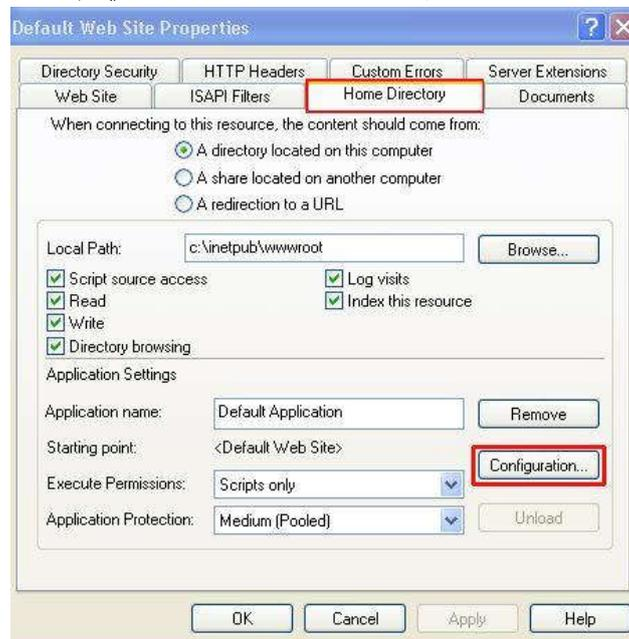 Default Web Site Properties
Directory Security HTTP Headers Custom Errors Server Extensions
Web Site ISAPI Filters Home Directory Documents
When connecting to this resource, the content should come from:
A directory located on this computer
A share located on another computer
A redirection to a URL
Local Path: c:\inetpub\wwwroot Browse...
Script source access Log visits
Read Index this resource
Write
Directory browsing
Application Settings
Application name: Default Application Remove
Starting point: <Default Web Site>
Configuration...
Execute Permissions: Scripts only
Application Protection: Medium (Pooled) Unload
OK Cancel Apply Help